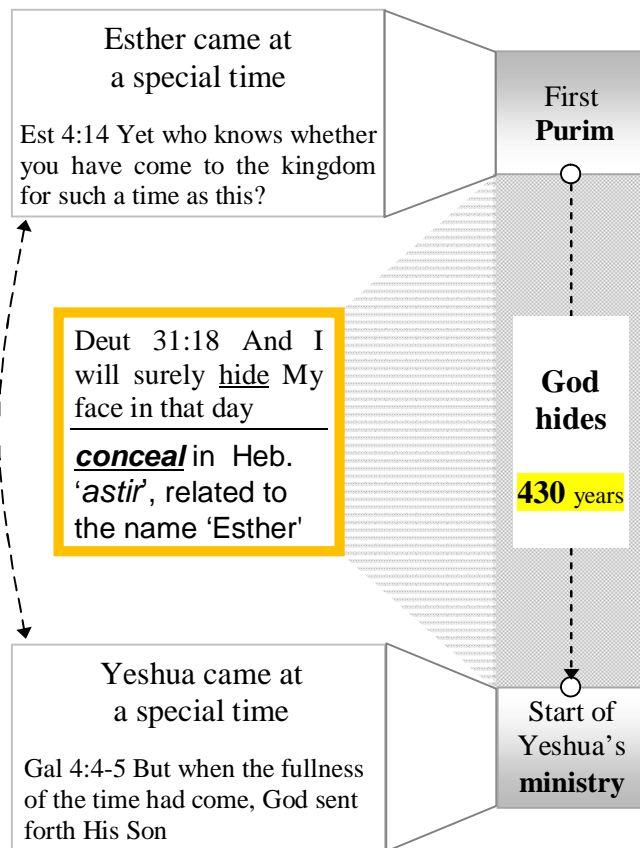 Esther came at
a special time
Est 4:14 Yet who knows whether
you have come to the kingdom
for such a time as this?
First
Purim
Deut 31:18 And I
will surely hide My
face in that day
conceal in Heb.
‘astir’, related to
the name ‘Esther'
God
hides
430 years
Yeshua came at
a special time
Gal 4:4-5 But when the fullness
of the time had come, God sent
forth His Son
Start of
Yeshua’s
ministry